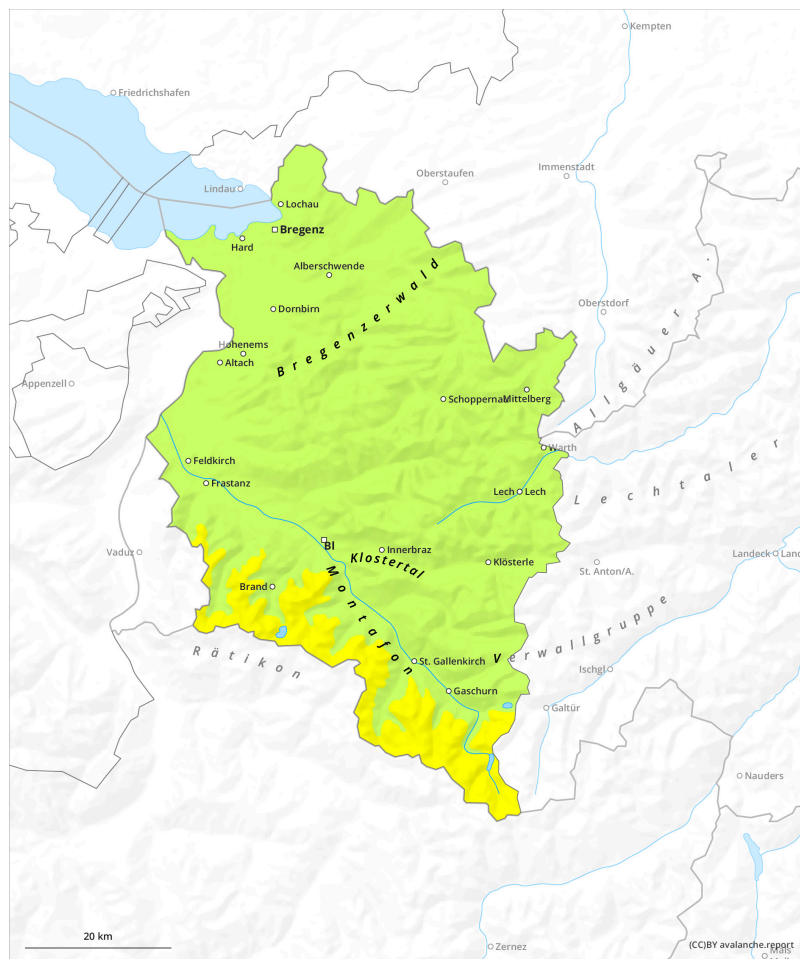 Kempten
Friedrichshafen
Oberstaufen
Immenstadt
Lindau
Lochau
Bregenz
Hard
Alberschwende
Bregenzerwald
Allgäuer A.
Oberstdorf
Dornbirn
Hohenems
Altach
Appenzell
Schoppernau
Mittelberg
Warth
Feldkirch
Frastanz
Lech
Lech
Lechtaler
Bl
Vaduz
Innerbraz
Klostertal
Klösterle
St. Anton/A.
Landeck
Brand
Montafon
Verwallgruppe
Rätikon
St. Gallenkirch
Ischgl
Gaschurn
Galtür
Nauders
20 km
Zernez
(CC)BY avalanche.report